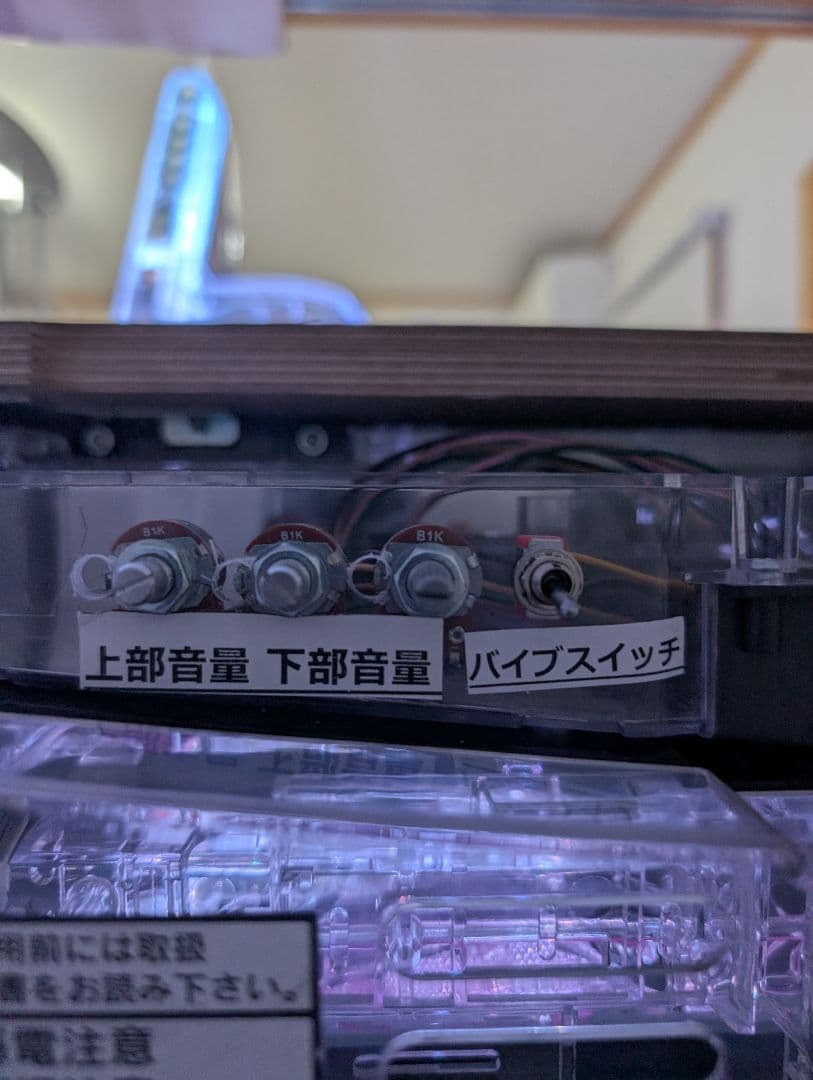 B1K B1K B1K
上部音量 下部音量 バイブスイッチ
用前には取扱
書をお読み下さい。
電注意